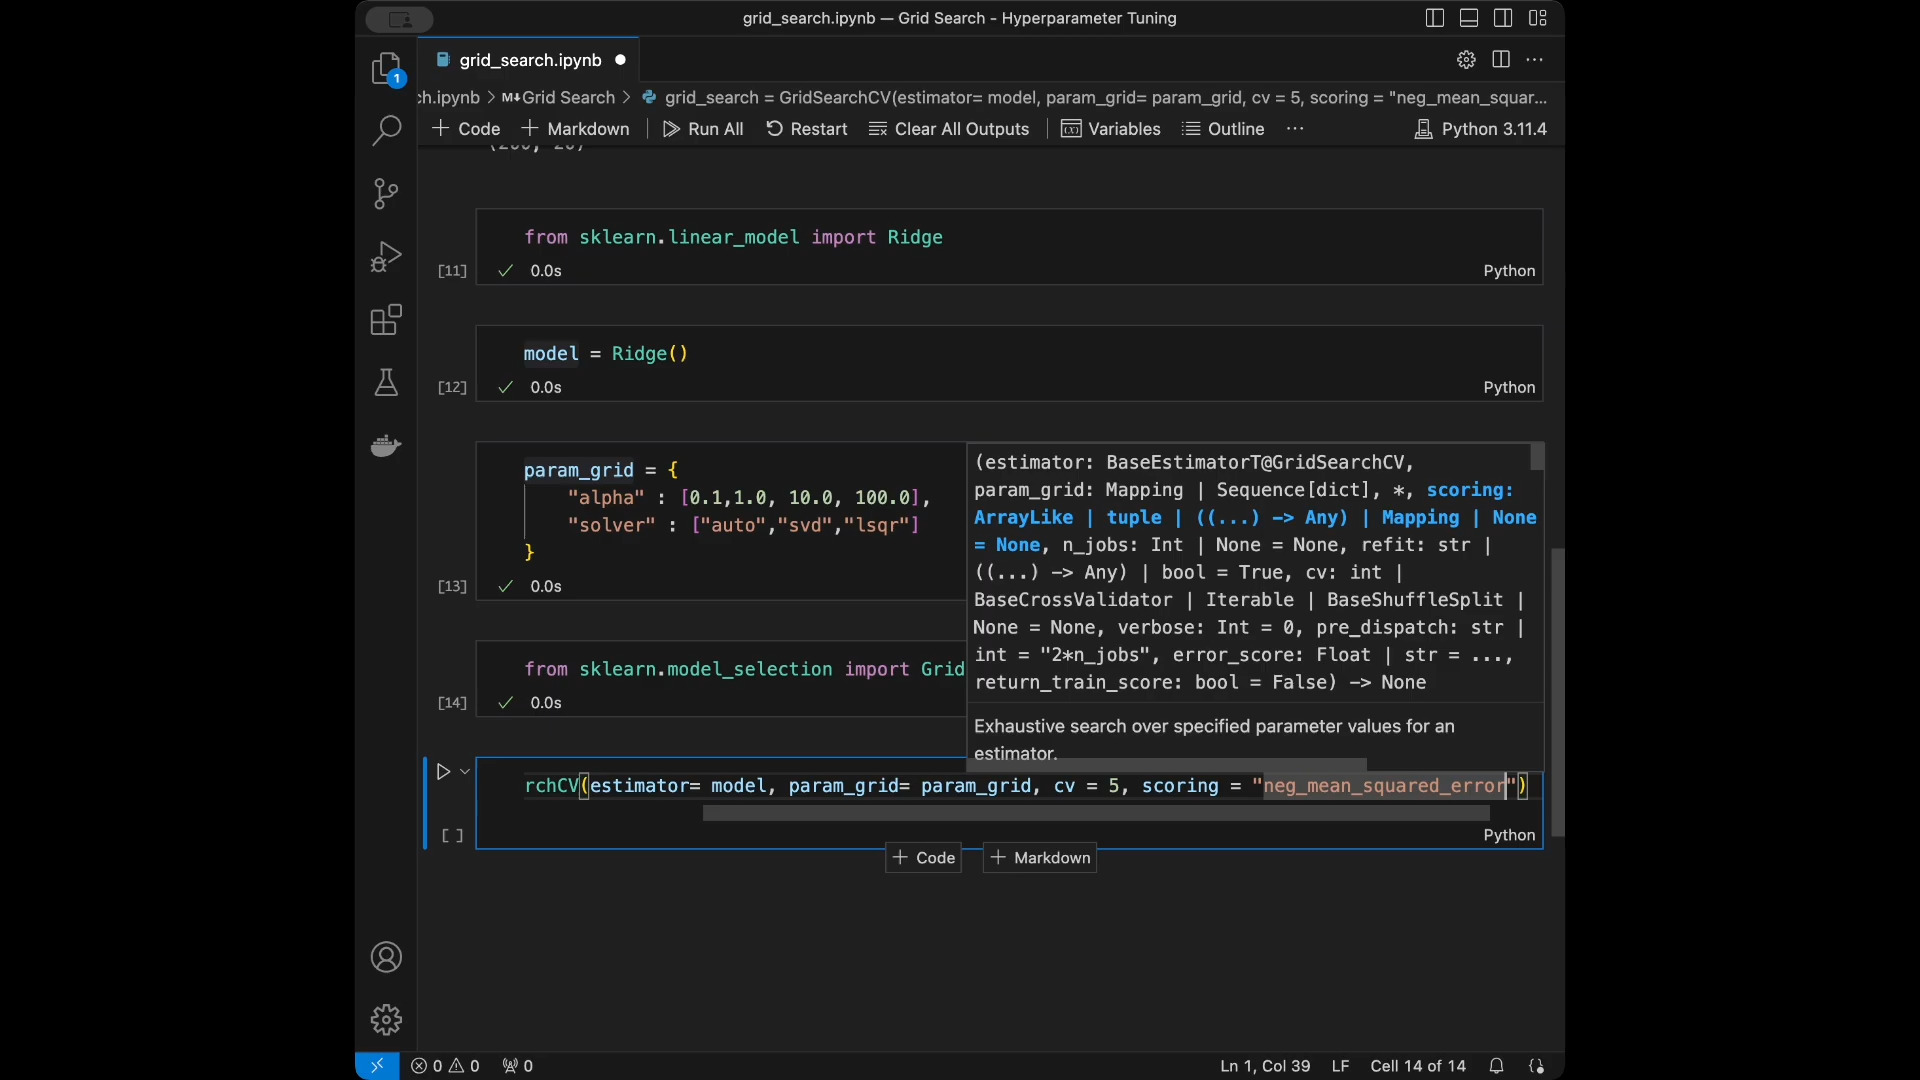 grid_search.ipynb — Grid Search - Hyperparameter Tuning
1
grid_search.ipynb
ch.ipynb > M↓Grid Search > grid_search = GridSearchCV(estimator= model, param_grid= param_grid, cv = 5, scoring = "neg_mean_squar...
+ Code + Markdown Run All Restart Clear All Outputs Variables Outline ··· Python 3.11.4
from sklearn.linear_model import Ridge
[11] ✓ 0.0s Python
model = Ridge()
[12] ✓ 0.0s Python
param_grid = {
"alpha" : [0.1,1.0, 10.0, 100.0],
"solver" : ["auto","svd","lsqr"]
}
[13] ✓ 0.0s
(estimator: BaseEstimatorT@GridSearchCV,
param_grid: Mapping | Sequence[dict], *, scoring:
ArrayLike | tuple | ((...) -> Any) | Mapping | None
= None, n_jobs: Int | None = None, refit: str |
((...) -> Any) | bool = True, cv: int |
BaseCrossValidator | Iterable | BaseShuffleSplit |
None = None, verbose: Int = 0, pre_dispatch: str |
int = "2*n_jobs", error_score: Float | str = ...,
return_train_score: bool = False) -> None
Exhaustive search over specified parameter values for an
estimator.
from sklearn.model_selection import Grid
[14] ✓ 0.0s
rchCV(estimator= model, param_grid= param_grid, cv = 5, scoring = "neg_mean_squared_error")
[ ] Python
+ Code + Markdown
0 0 0 Ln 1, Col 39 LF Cell 14 of 14